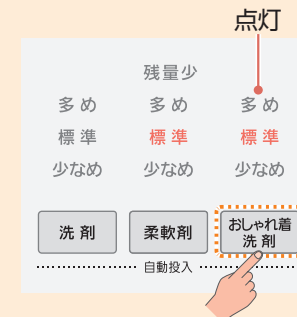 点灯
残量少
多め 多め 多め
標準 標準 標準
少なめ 少なめ 少なめ
洗剤 柔軟剤 おしゃれ着
洗剤
自動投入